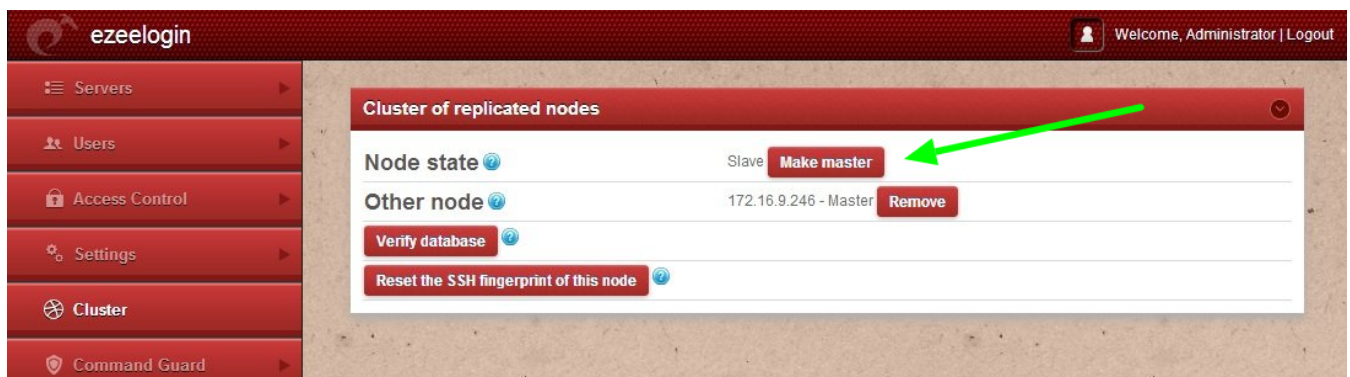 ezeelogin
Welcome, Administrator | Logout
Servers
Users
Access Control
Settings
Cluster
Command Guard
Cluster of replicated nodes
Node state ? Slave Make master
Other node ? 172.16.9.246 - Master Remove
Verify database ?
Reset the SSH fingerprint of this node ?